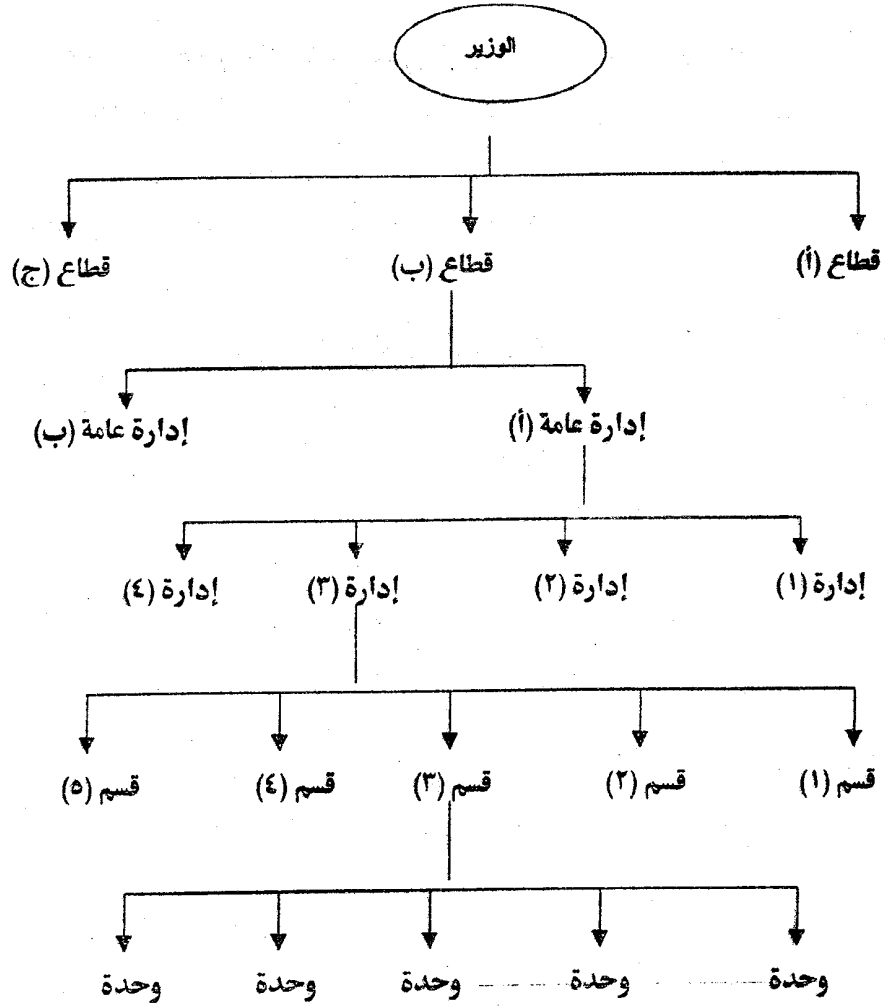 الوزير
قطاع (أ) قطاع (ب) قطاع (ج)
إدارة عامة (أ) إدارة عامة (ب)
إدارة (١) إدارة (٢) إدارة (٣) إدارة (٤)
قسم (١) قسم (٢) قسم (٣) قسم (٤) قسم (٥)
وحدة وحدة وحدة وحدة وحدة